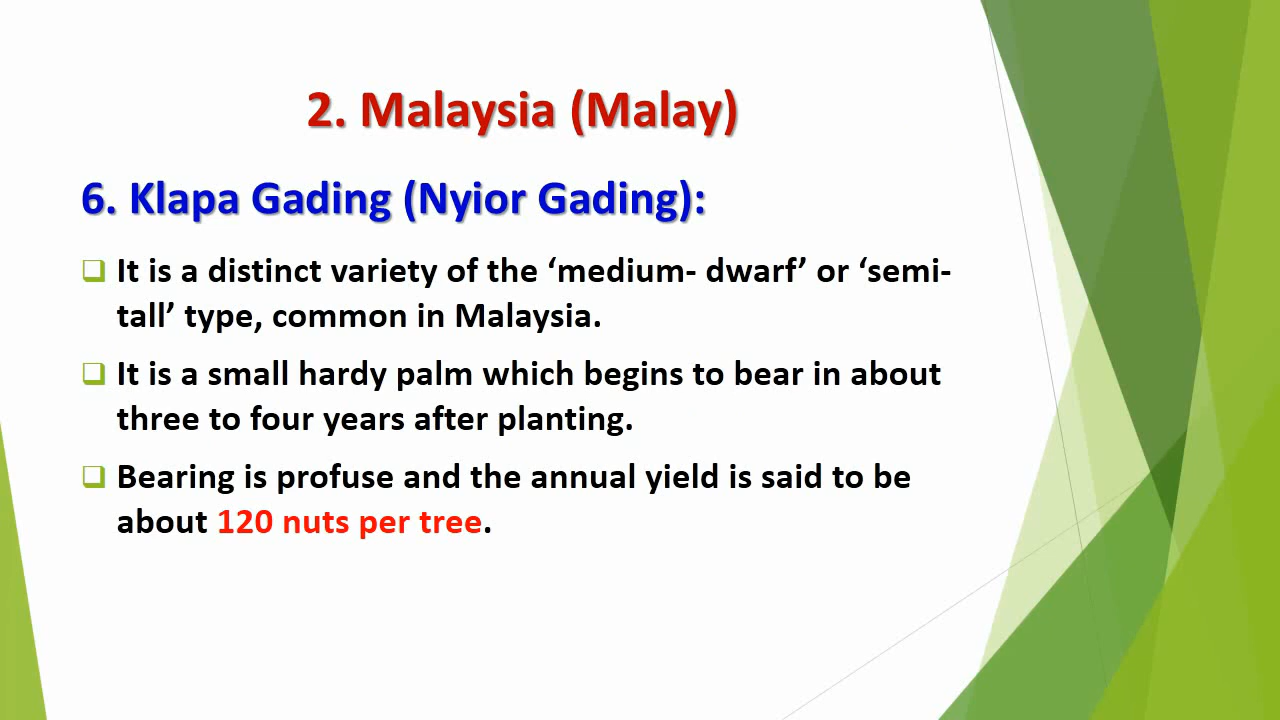 2. Malaysia (Malay)
6. Klapa Gading (Nyior Gading):
It is a distinct variety of the ‘medium- dwarf’ or ‘semi-
tall’ type, common in Malaysia.
It is a small hardy palm which begins to bear in about
three to four years after planting.
Bearing is profuse and the annual yield is said to be
about 120 nuts per tree.